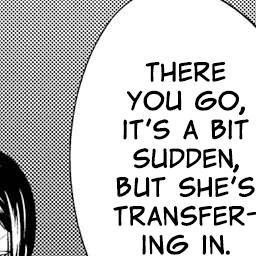 THERE
YOU GO,
IT'S A BIT
SUDDEN,
BUT SHE'S
TRANSFER-
ING IN.